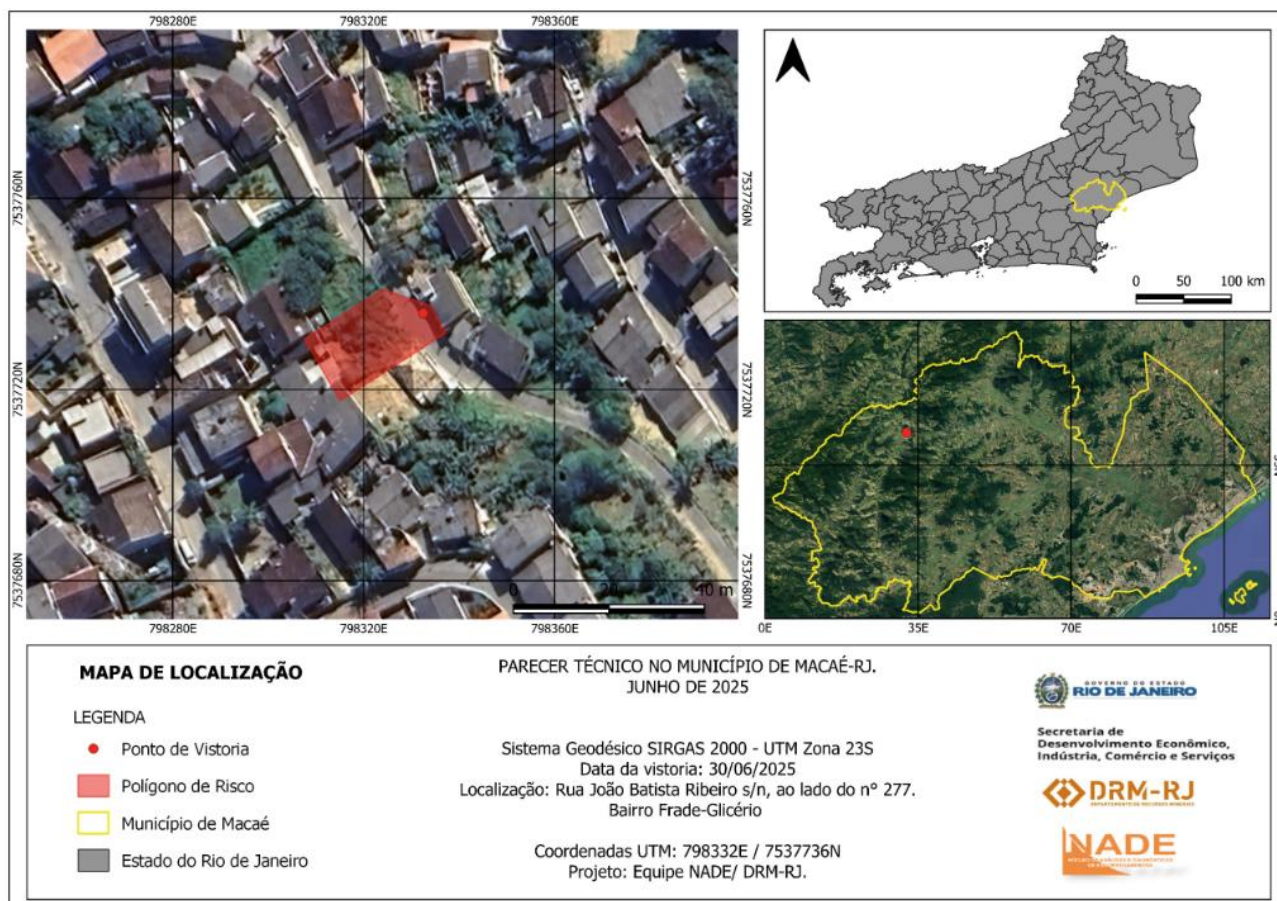 798280E
798320E
798360E
7537760N
7537720N
7537680N
7537760N
7537720N
7537680N
0
20
40 m
798280E
798320E
798360E
0 50 100 km
0E
35E
70E
105E
MAPA DE LOCALIZAÇÃO
LEGENDA
Ponto de Vistoria
Polígono de Risco
Município de Macaé
Estado do Rio de Janeiro
PARECER TÉCNICO NO MUNICÍPIO DE MACAÉ-RJ.
JUNHO DE 2025
Sistema Geodésico SIRGAS 2000 - UTM Zona 23S
Data da vistoria: 30/06/2025
Localização: Rua João Batista Ribeiro s/n, ao lado do n° 277.
Bairro Frade-Glicério
Coordenadas UTM: 798332E / 7537736N
Projeto: Equipe NADE/ DRM-RJ.
GOVERNO DO ESTADO
RIO DE JANEIRO
Secretaria de
Desenvolvimento Econômico,
Indústria, Comércio e Serviços
DRM-RJ
DEPARTAMENTO DE RECURSOS MINERAIS
NADE